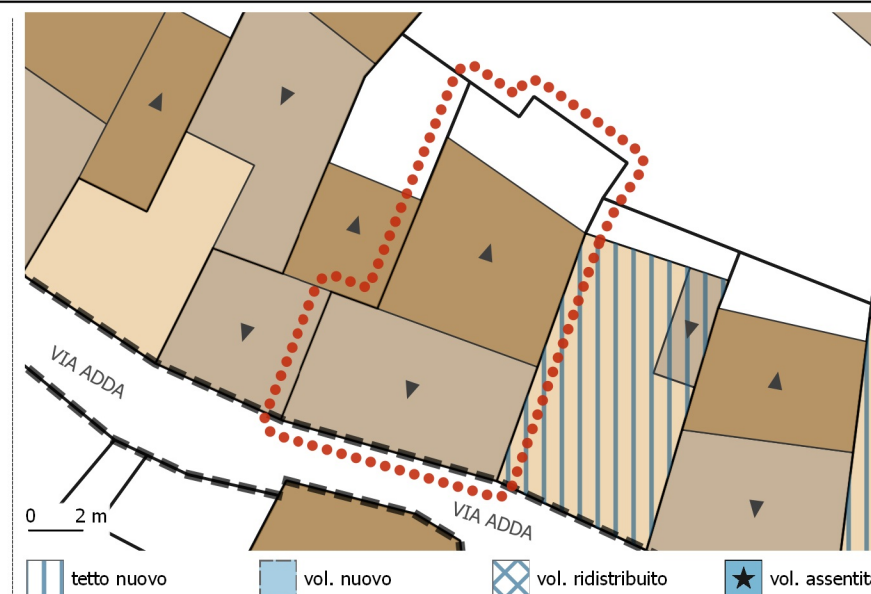 VIA ADDA
0 2 m
VIA ADDA
tetto nuovo
vol. nuovo
vol. ridistribuito
vol. assentit